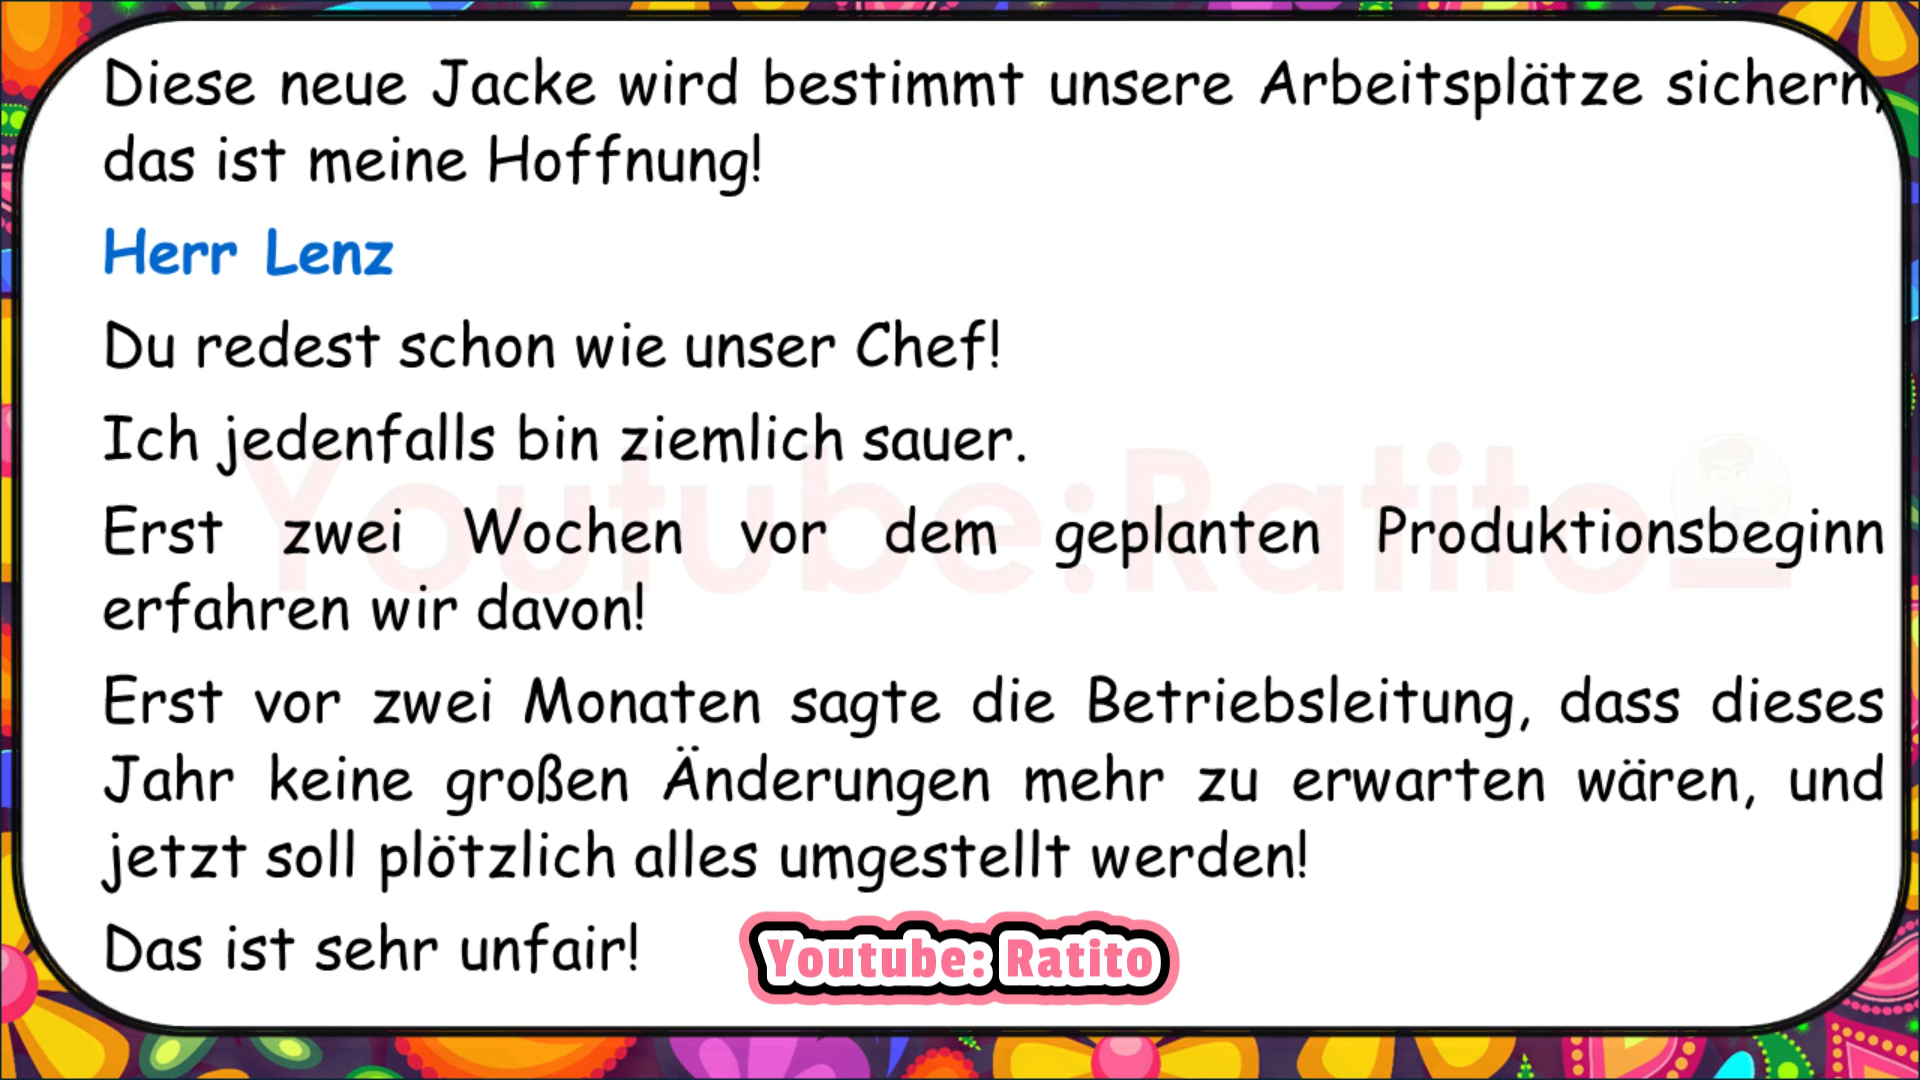 Diese neue Jacke wird bestimmt unsere Arbeitsplätze sichern,
das ist meine Hoffnung!
Herr Lenz
Du redest schon wie unser Chef!
Ich jedenfalls bin ziemlich sauer.
Youtube:Ratito
Erst zwei Wochen vor dem geplanten Produktionsbeginn
erfahren wir davon!
Erst vor zwei Monaten sagte die Betriebsleitung, dass dieses
Jahr keine großen Änderungen mehr zu erwarten wären, und
jetzt soll plötzlich alles umgestellt werden!
Das ist sehr unfair!
Youtube: Ratito